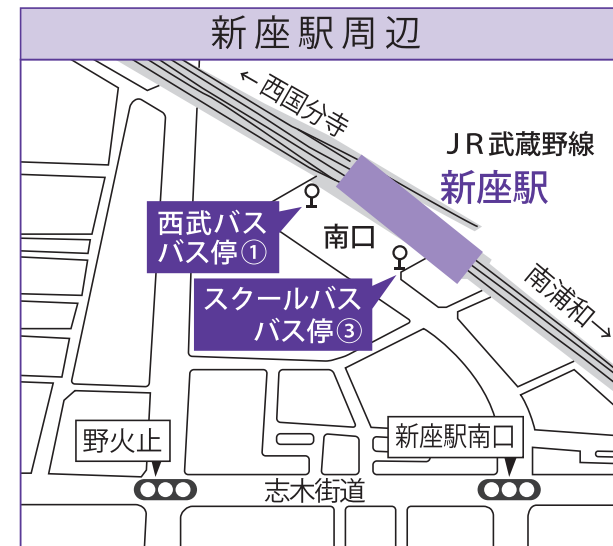 新座駅周辺
←西国分寺
JR武蔵野線
新座駅
西武バス
バス停①
南口
スクールバス
バス停③
南浦和→
野火止
新座駅南口
志木街道